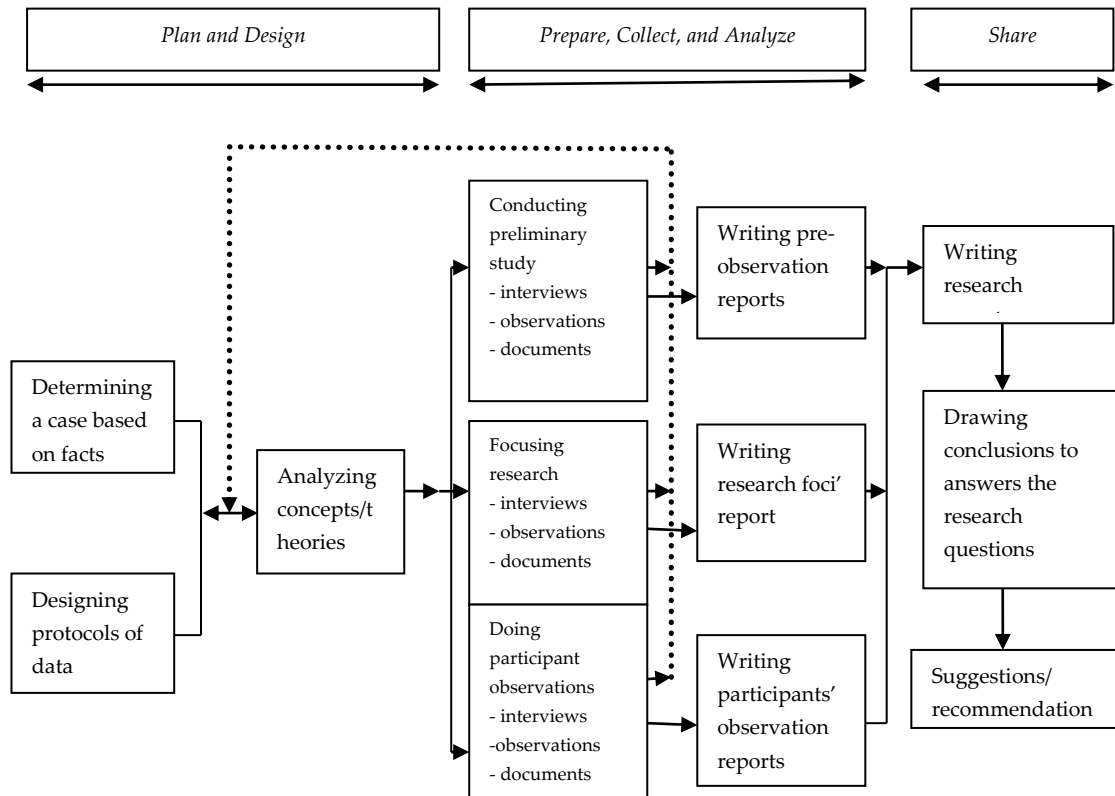 Plan and Design
Prepare, Collect, and Analyze
Share
Determining
a case based
on facts
Designing
protocols of
data
Analyzing
concepts/t
heories
Conducting
preliminary
study
- interviews
- observations
- documents
Focusing
research
- interviews
- observations
- documents
Doing
participant
observations
- interviews
-observations
- documents
Writing pre-
observation
reports
Writing
research foci’
report
Writing
participants’
observation
reports
Writing
research
Drawing
conclusions to
answers the
research
questions
Suggestions/
recommendation